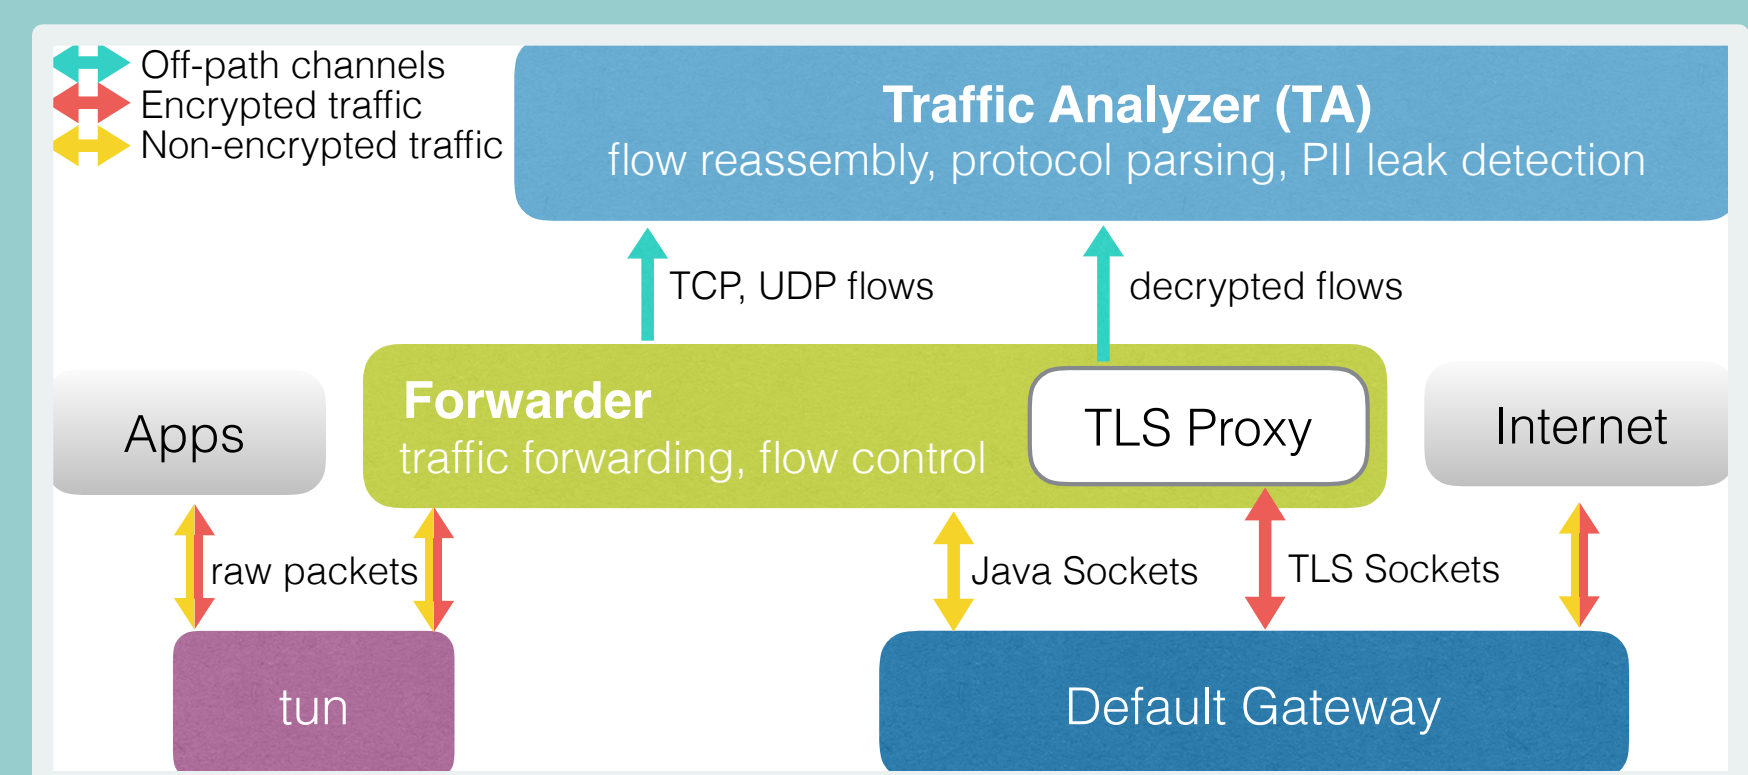 Off-path channels
Encrypted traffic
Non-encrypted traffic
Traffic Analyzer (TA)
flow reassembly, protocol parsing, PII leak detection
TCP, UDP flows
decrypted flows
Apps
Forwarder
traffic forwarding, flow control
TLS Proxy
Internet
raw packets
Java Sockets
TLS Sockets
tun
Default Gateway